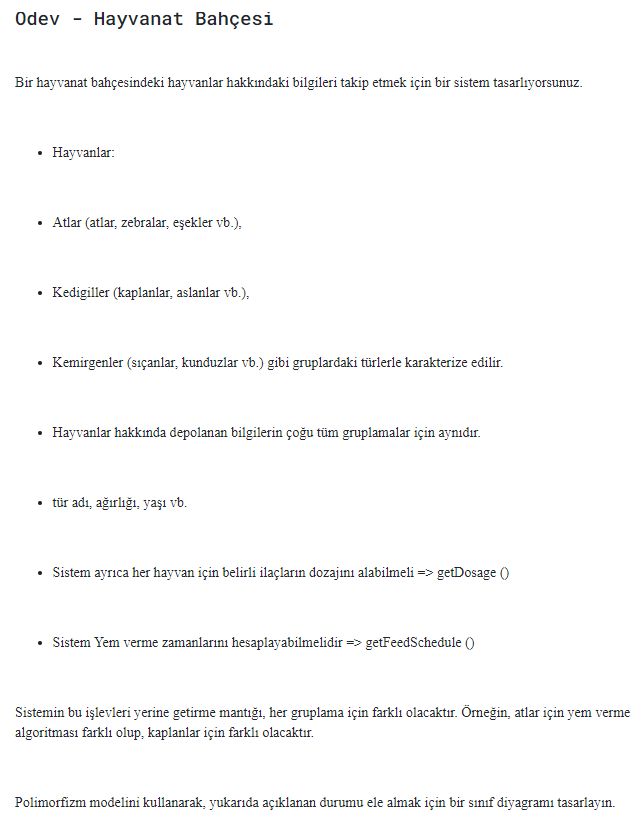 Odev - Hayvanat Bahçesi
Bir hayvanat bahçesindeki hayvanlar hakkındaki bilgileri takip etmek için bir sistem tasarlıyorsunuz.
• Hayvanlar:
• Atlar (atlar, zebralar, eşekler vb.),
• Kedigiller (kaplanlar, aslanlar vb.),
• Kemirgenler (sıçanlar, kunduzlar vb.) gibi gruplardaki türlerle karakterize edilir.
• Hayvanlar hakkında depolanan bilgilerin çoğu tüm gruplamalar için aynıdır.
• tür adı, ağırlığı, yaşı vb.
• Sistem ayrıca her hayvan için belirli ilaçların dozajını alabilmeli => getDosage ()
• Sistem Yem verme zamanlarını hesaplayabilmelidir => getFeedSchedule ()
Sistemin bu işlevleri yerine getirme mantığı, her gruplama için farklı olacaktır. Örneğin, atlar için yem verme
algoritması farklı olup, kaplanlar için farklı olacaktır.
Polimorfizm modelini kullanarak, yukarıda açıklanan durumu ele almak için bir sınıf diyagramı tasarlayın.